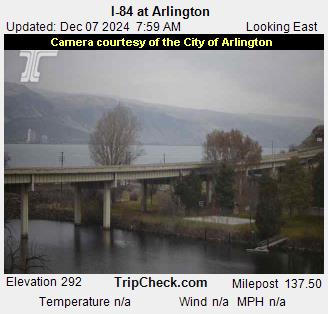 I-84 at Arlington
Updated: Dec 07 2024 7:59 AM Looking East
Camera courtesy of the City of Arlington
Elevation 292 TripCheck.com Milepost 137.50
Temperature n/a Wind n/a MPH n/a